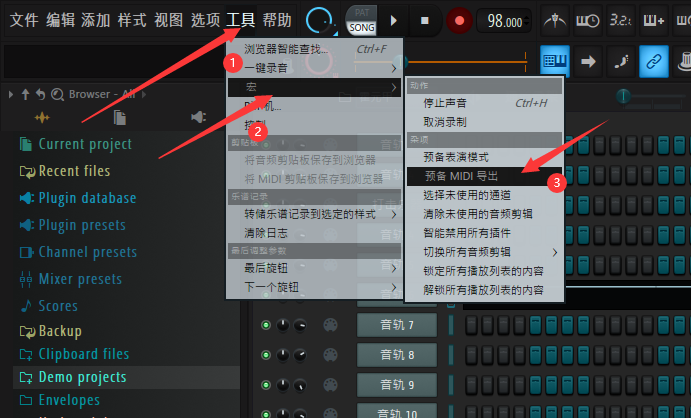 文件 编辑 添加 样式 视图 选项 工具 帮助
PAT
SONG
98.000
3.2.
浏览器智能查找... Ctrl+F
一键录音
宏
控制
剪贴板
将音频剪贴板保存到浏览器
将 MIDI 剪贴板保存到浏览器
乐谱记录
转储乐谱记录到选定的样式
清除日志
最后调整参数
最后旋钮
下一个旋钮
动作
停止声音 Ctrl+H
取消录制
杂项
预备表演模式
预备 MIDI 导出
选择未使用的通道
清除未使用的音频剪辑
智能禁用所有插件
切换所有音频剪辑
锁定所有播放列表的内容
解锁所有播放列表的内容
1
2
3
Browser - All
Current project
Recent files
Plugin database
Plugin presets
Channel presets
Mixer presets
Scores
Backup
Clipboard files
Demo projects
Envelopes
音轨 7
音轨 8
音轨 9
音轨 10